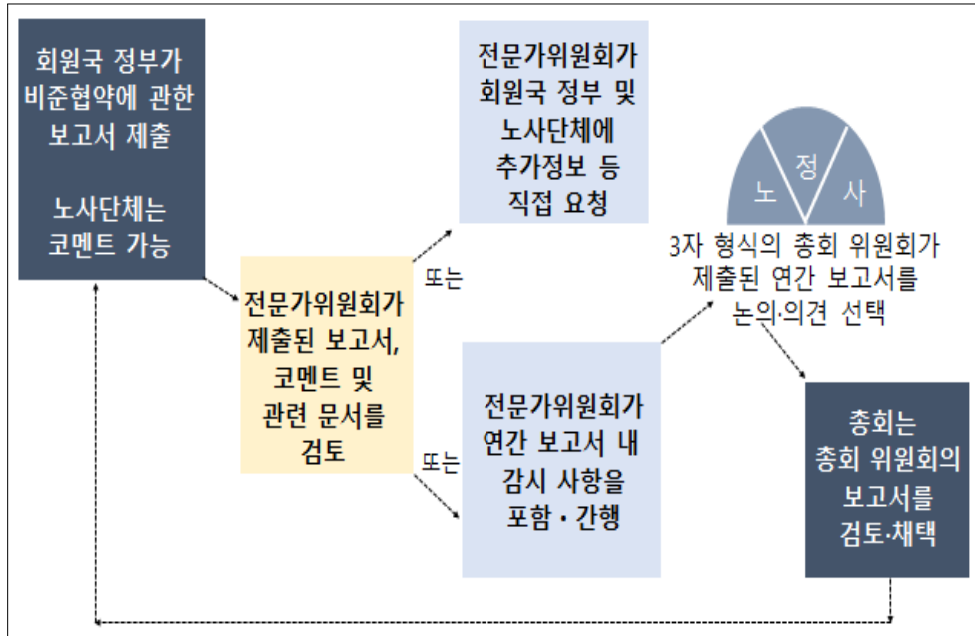 회원국 정부가
비준협약에 관한
보고서 제출
노사단체는
코멘트 가능
전문가위원회가
제출된 보고서,
코멘트 및
관련 문서를
검토
또는
또는
전문가위원회가
회원국 정부 및
노사단체에
추가정보 등
직접 요청
전문가위원회가
연간 보고서 내
감시 사항을
포함·간행
노 정 사
3자 형식의 총회 위원회가
제출된 연간 보고서를
논의·의견 선택
총회는
총회 위원회의
보고서를
검토·채택